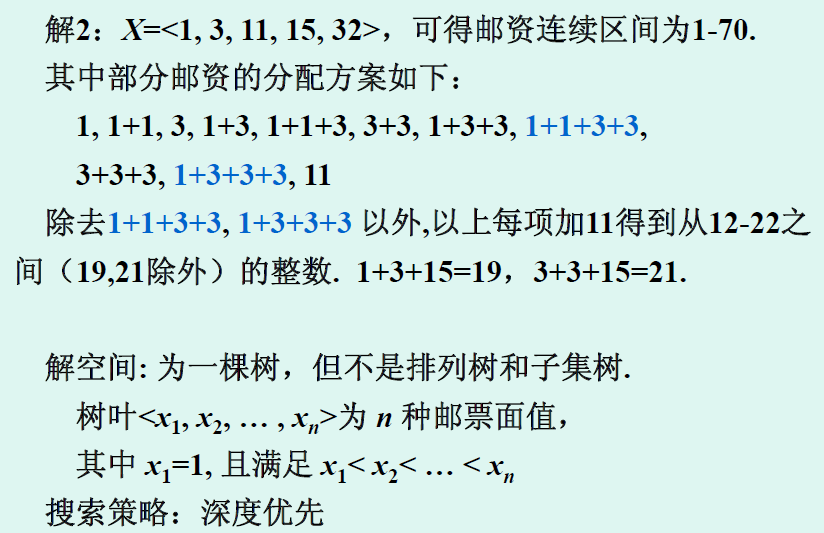 解2：X=<1, 3, 11, 15, 32>，可得邮资连续区间为1-70.
其中部分邮资的分配方案如下：
1, 1+1, 3, 1+3, 1+1+3, 3+3, 1+3+3, 1+1+3+3,
3+3+3, 1+3+3+3, 11
除去1+1+3+3, 1+3+3+3 以外,以上每项加11得到从12-22之
间（19,21除外）的整数. 1+3+15=19，3+3+15=21.
解空间: 为一棵树，但不是排列树和子集树.
树叶<x₁, x₂, … , xₙ>为 n 种邮票面值，
其中 x₁=1, 且满足 x₁< x₂< … < xₙ
搜索策略：深度优先